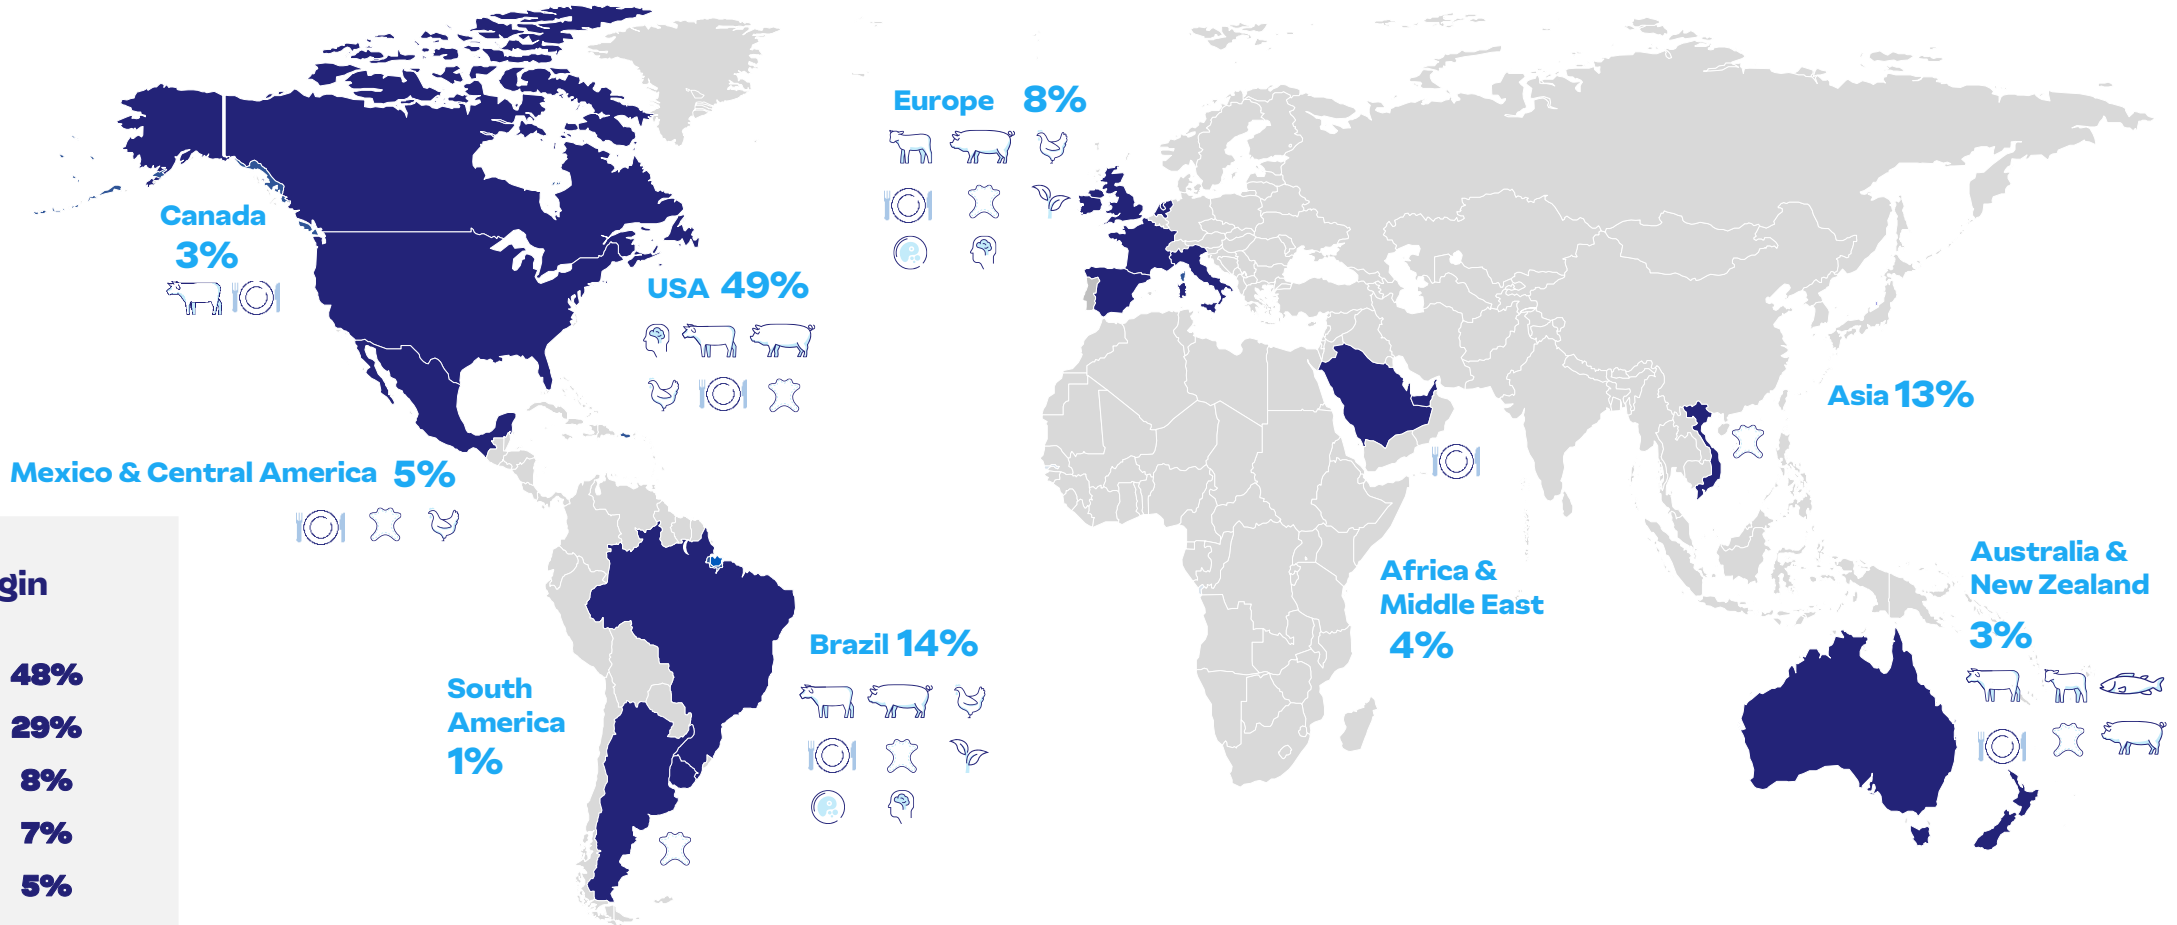 Europe 8%
Canada
3%
USA 49%
Asia 13%
Mexico & Central America 5%
Africa &
Middle East
4%
Australia &
New Zealand
3%
Brazil 14%
South
America
1%
gin
48%
29%
8%
7%
5%